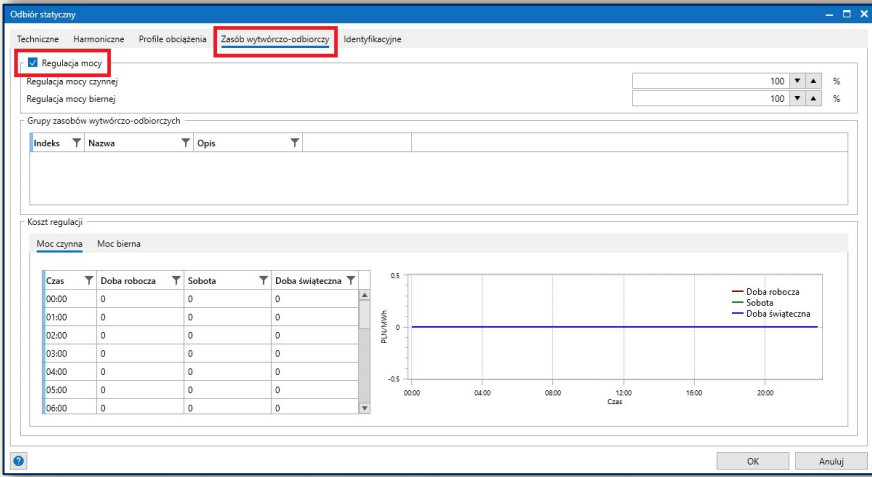 Odbiór statyczny
Techniczne Harmoniczne Profile obciążenia Zasób wytwórczo-odbiorczy Identyfikacyjne
Regulacja mocy
Regulacja mocy czynnej 100 %
Regulacja mocy biernej 100 %
Grupy zasobów wytwórczo-odbiorczych
Indeks Nazwa Opis
Koszt regulacji
Moc czynna Moc bierna
Czas Doba robocza Sobota Doba świąteczna
00:00 0 0 0
01:00 0 0 0
02:00 0 0 0
03:00 0 0 0
04:00 0 0 0
05:00 0 0 0
06:00 0 0 0
0,5
0
-0,5
PLN/MWh
Doba robocza
Sobota
Doba świąteczna
00:00 04:00 08:00 12:00 16:00 20:00
Czas
? OK Anuluj